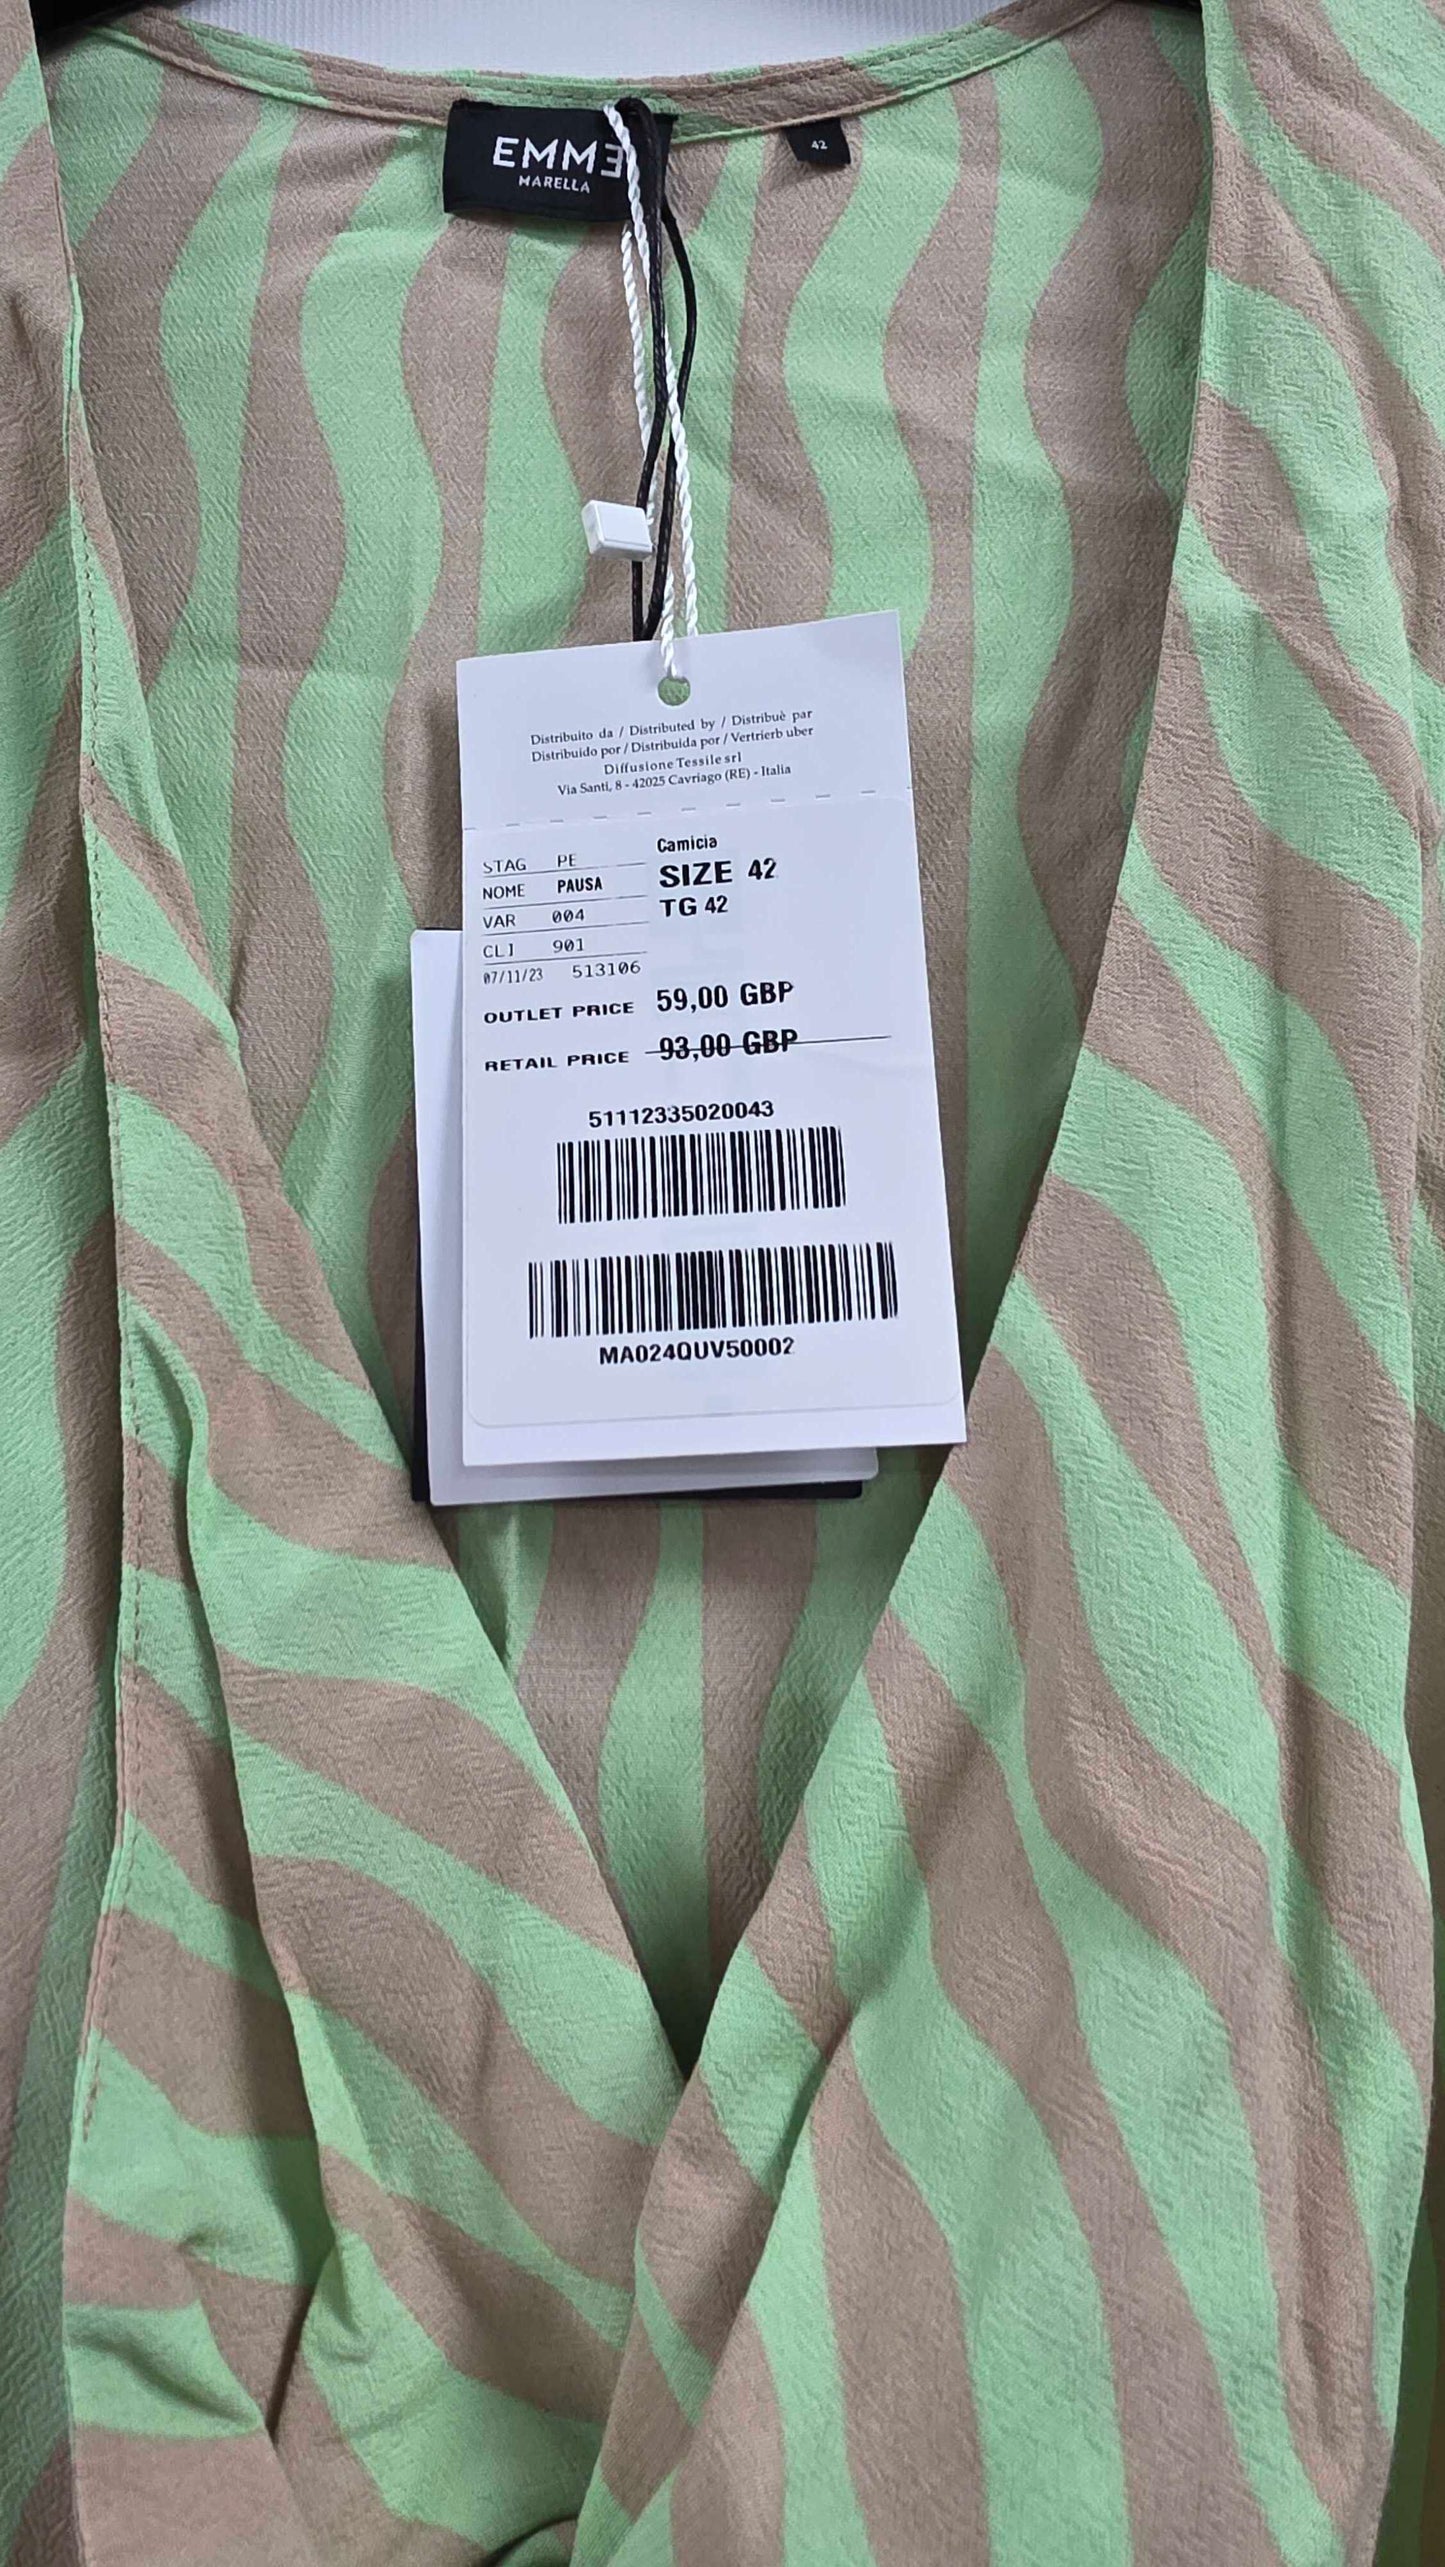 EMMƎ
MARELLA
42
Distribuito da / Distributed by / Distribuè par
Distribuido por / Distribuida por / Vertrierb uber
Diffusione Tessile srl
Via Santi, 8 - 42025 Cavriago (RE) - Italia
Camicia
STAG PE
SIZE 42
NOME PAUSA
TG 42
VAR 004
CLI 901
07/11/23 513106
OUTLET PRICE 59,00 GBP
RETAIL PRICE 93,00 GBP
51112335020043
MA024QUV50002